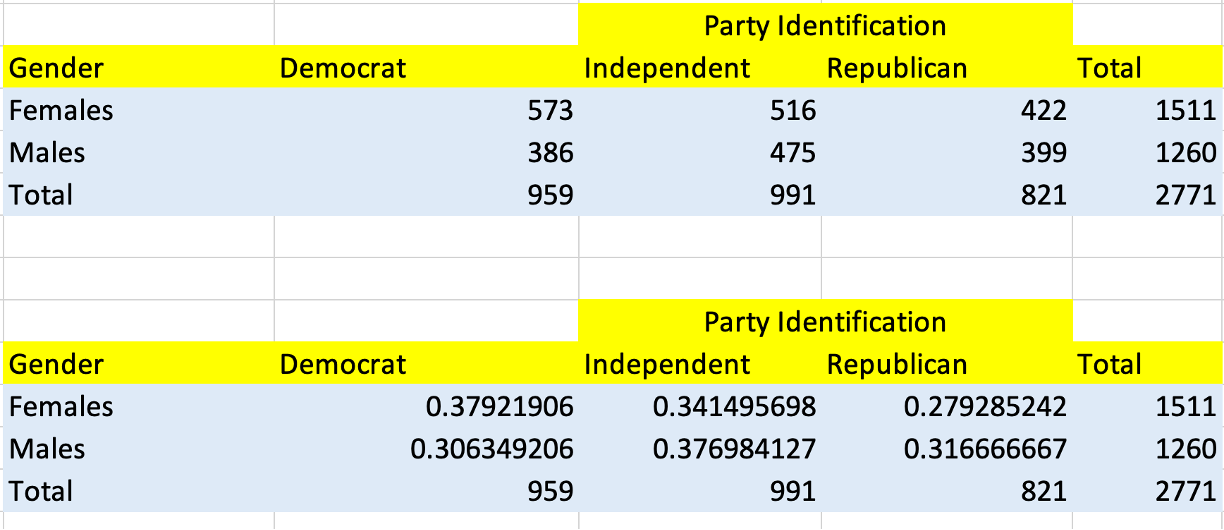 Party Identification
Gender Democrat Independent Republican Total
Females 573 516 422 1511
Males 386 475 399 1260
Total 959 991 821 2771
Party Identification
Gender Democrat Independent Republican Total
Females 0.37921906 0.341495698 0.279285242 1511
Males 0.306349206 0.376984127 0.316666667 1260
Total 959 991 821 2771